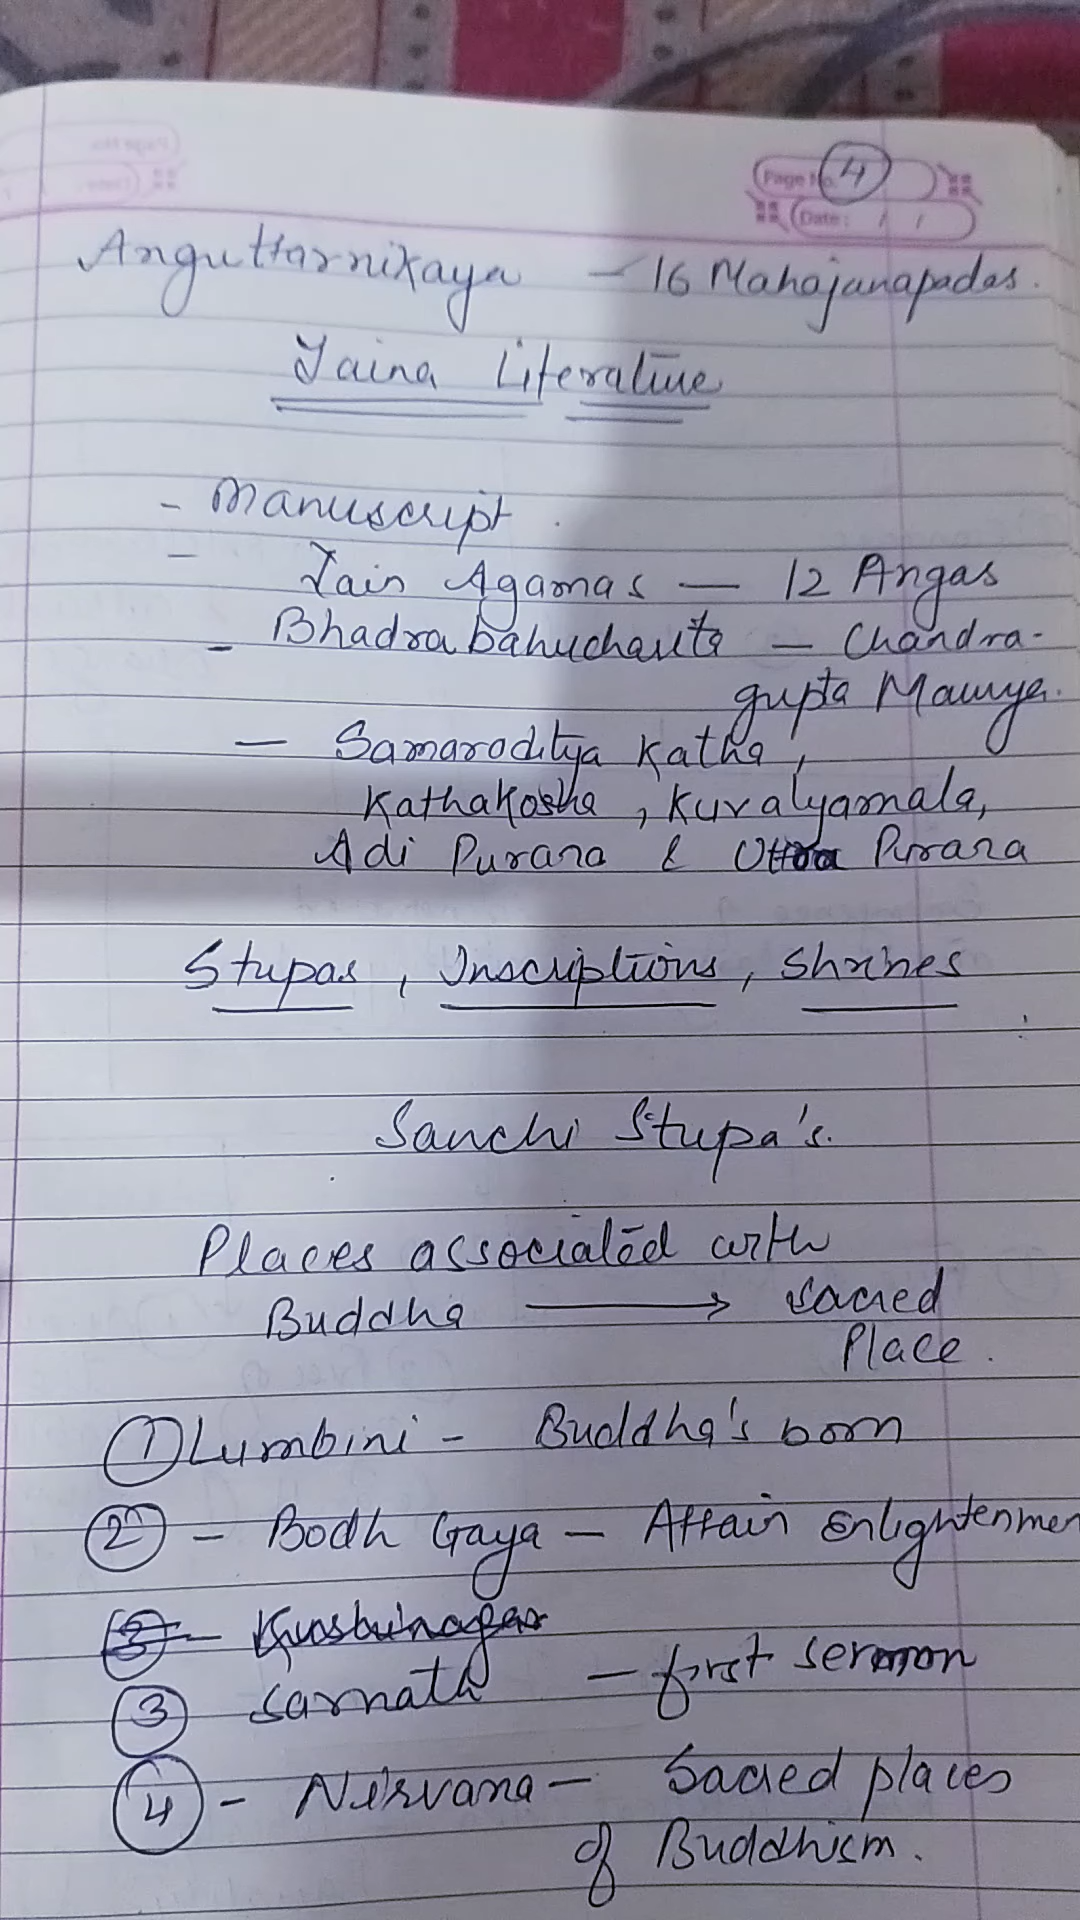 Page No. 4
Date: / /
Anguttarnikaya - 16 Mahajanapadas.
Jaina Literature
- Manuscript
- Jain Agamas - 12 Angas
- Bhadrabahucharita - Chandra-
gupta Maurya.
- Samaroditya Katha,
Kathakosha, Kuvalyamala,
Adi Purana & Uttra Purana
Stupas, Inscriptions, Shrines
Sanchi Stupa's.
Places associated with
Buddha → sacred
Place.
① Lumbini - Buddha's born
② - Bodh Gaya - Attain Enlightenmen
③ - Kushinagar
③ Sarnath - first sermon
④ - Nirvana - Sacred places
of Buddhism.